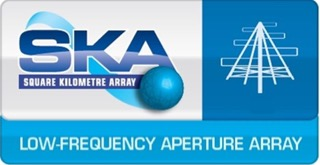 SKA
SQUARE KILOMETRE ARRAY
LOW-FREQUENCY APERTURE ARRAY